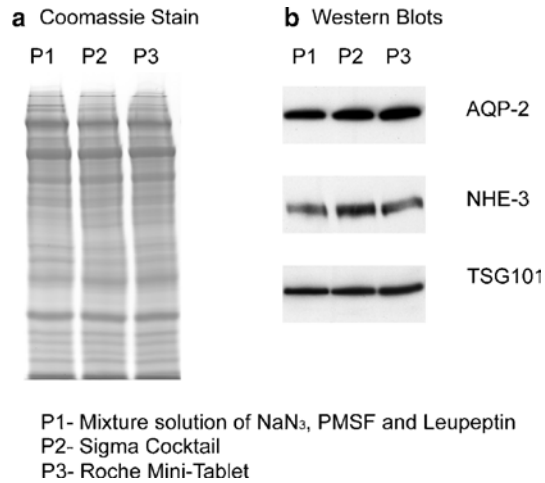 a Coomassie Stain
P1 P2 P3
b Western Blots
P1 P2 P3
AQP-2
NHE-3
TSG101
P1- Mixture solution of NaN₃, PMSF and Leupeptin
P2- Sigma Cocktail
P3- Roche Mini-Tablet